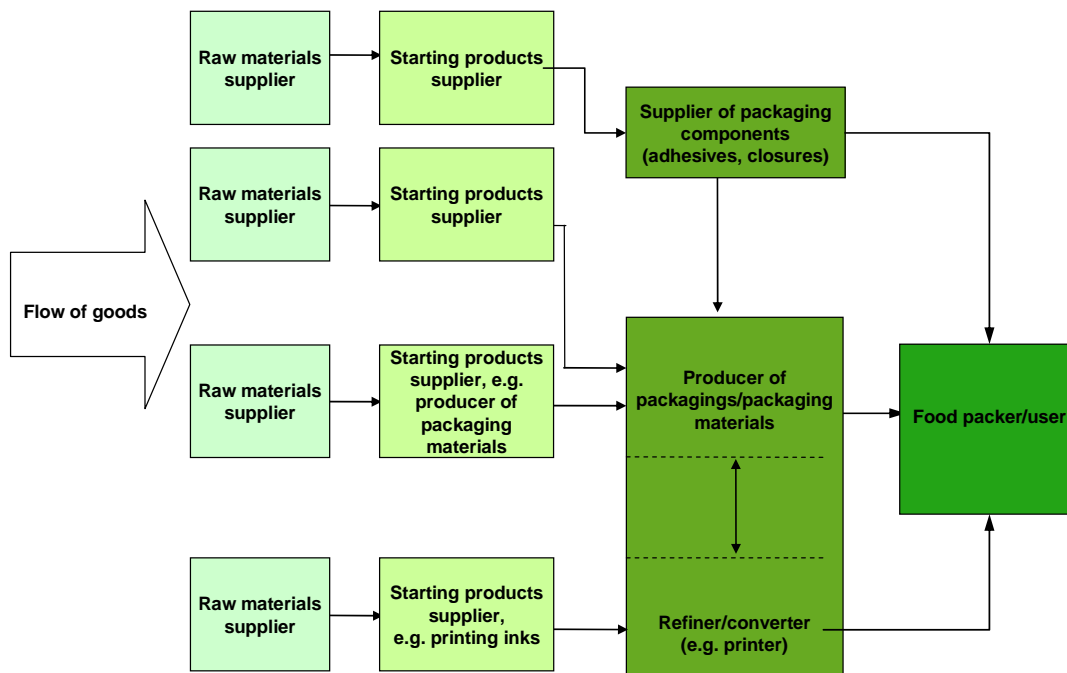 Raw materials
supplier
Starting products
supplier
Supplier of packaging
components
(adhesives, closures)
Raw materials
supplier
Starting products
supplier
Flow of goods
Raw materials
supplier
Starting products
supplier, e.g.
producer of
packaging
materials
Producer of
packagings/packaging
materials
Food packer/user
Raw materials
supplier
Starting products
supplier,
e.g. printing inks
Refiner/converter
(e.g. printer)